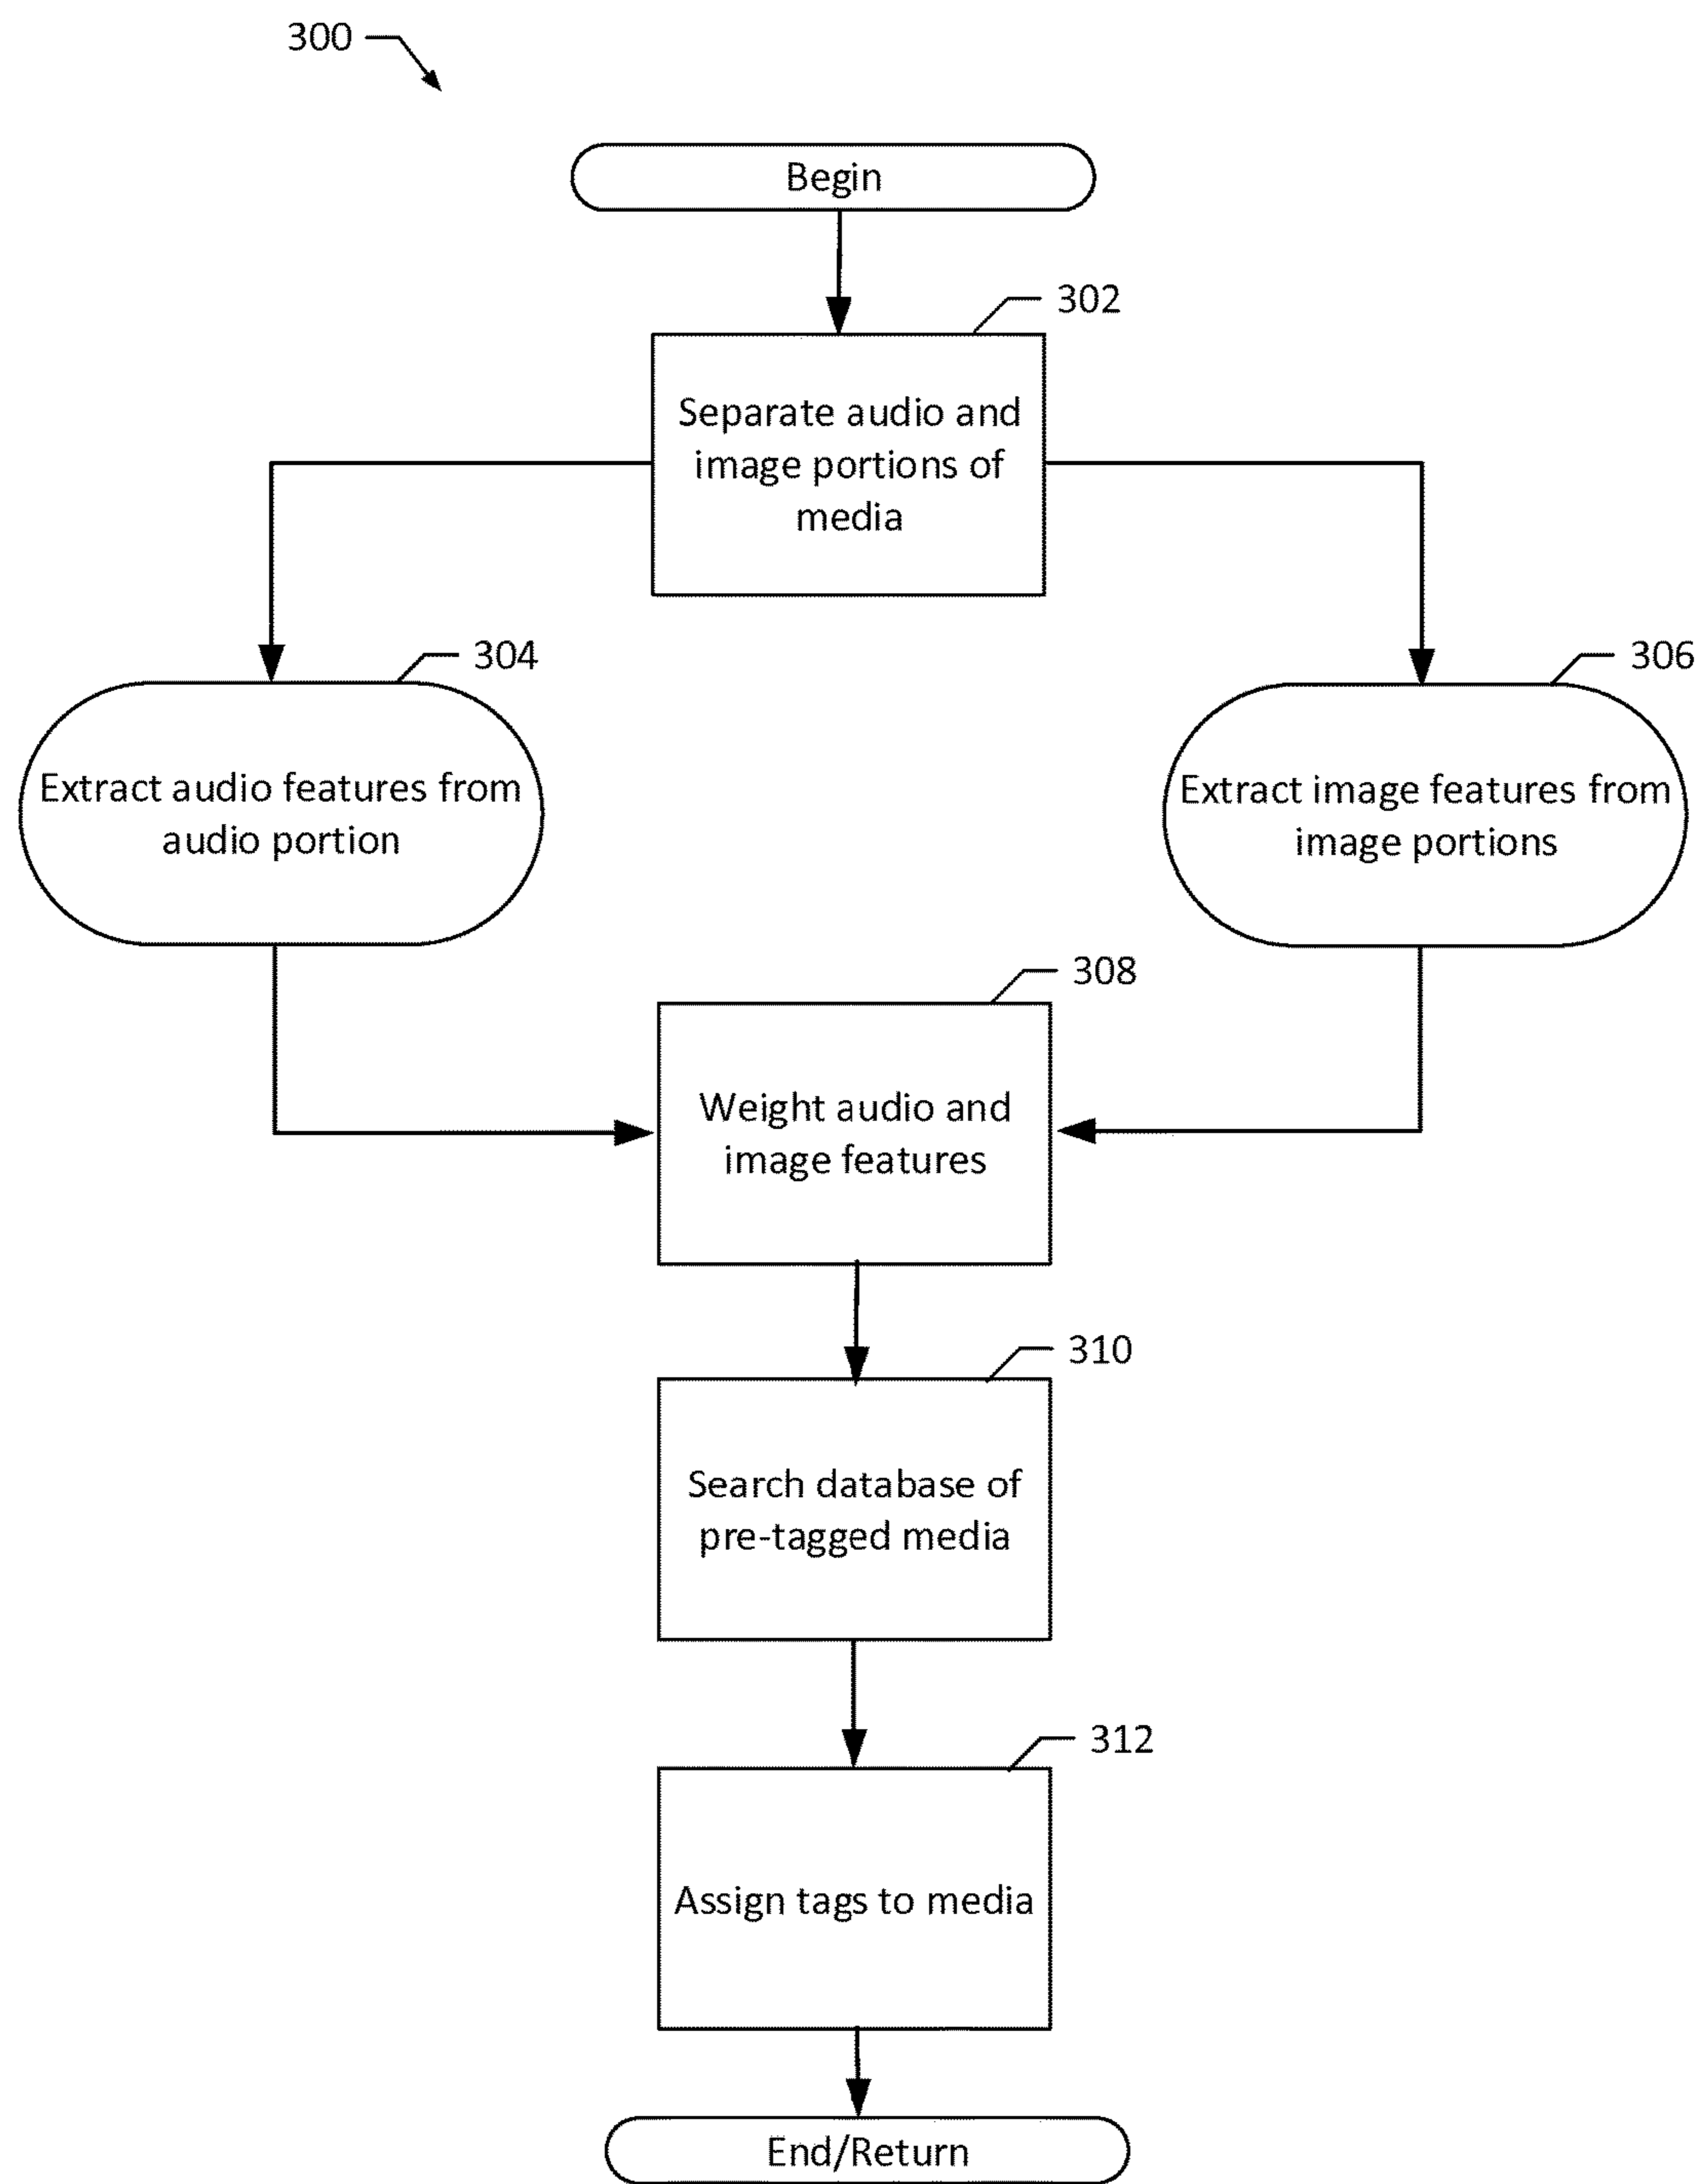 300
Begin
302
Separate audio and
image portions of
media
304
306
Extract audio features from
audio portion
Extract image features from
image portions
308
Weight audio and
image features
310
Search database of
pre-tagged media
312
Assign tags to media
End/Return